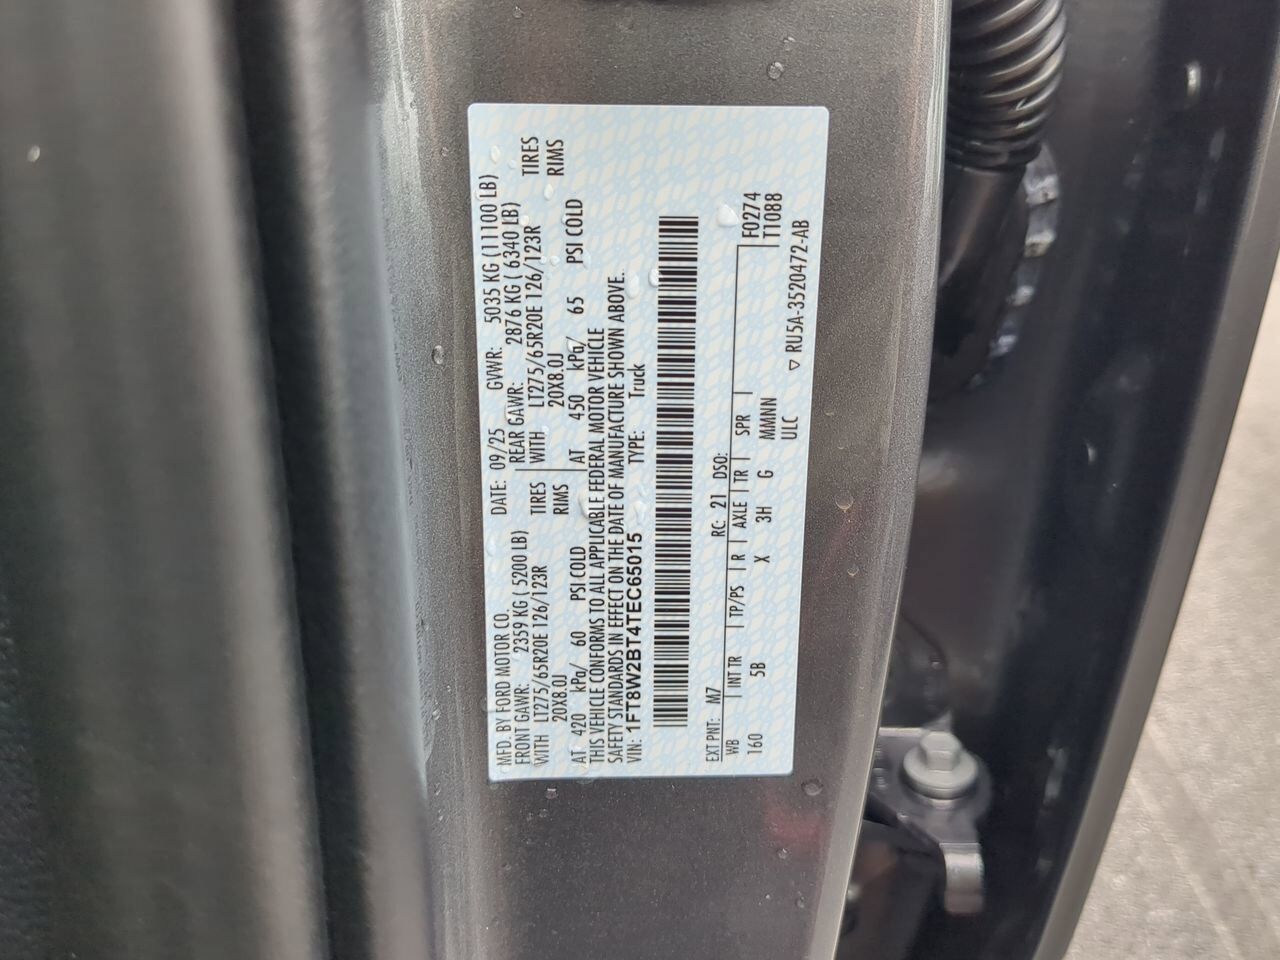 MFD. BY FORD MOTOR CO. DATE: 09/25 GVWR: 5035 KG (11100 LB)
FRONT GAWR: 2359 KG ( 5200 LB) REAR GAWR: 2876 KG ( 6340 LB)
WITH LT275/65R20E 126/123R TIRES WITH LT275/65R20E 126/123R TIRES
20X8.0J RIMS 20X8.0J RIMS
AT 420 kPa/ 60 PSI COLD AT 450 kPa/ 65 PSI COLD
THIS VEHICLE CONFORMS TO ALL APPLICABLE FEDERAL MOTOR VEHICLE
SAFETY STANDARDS IN EFFECT ON THE DATE OF MANUFACTURE SHOWN ABOVE.
VIN: 1FT8W2BT4TEC65015 TYPE: Truck
EXT PNT: M7 RC: 21 DSO: F0274
WB INT TR TP/PS R AXLE TR SPR T1088
160 5B X 3H G MMNN
ULC
▽ RU5A-3520472-AB